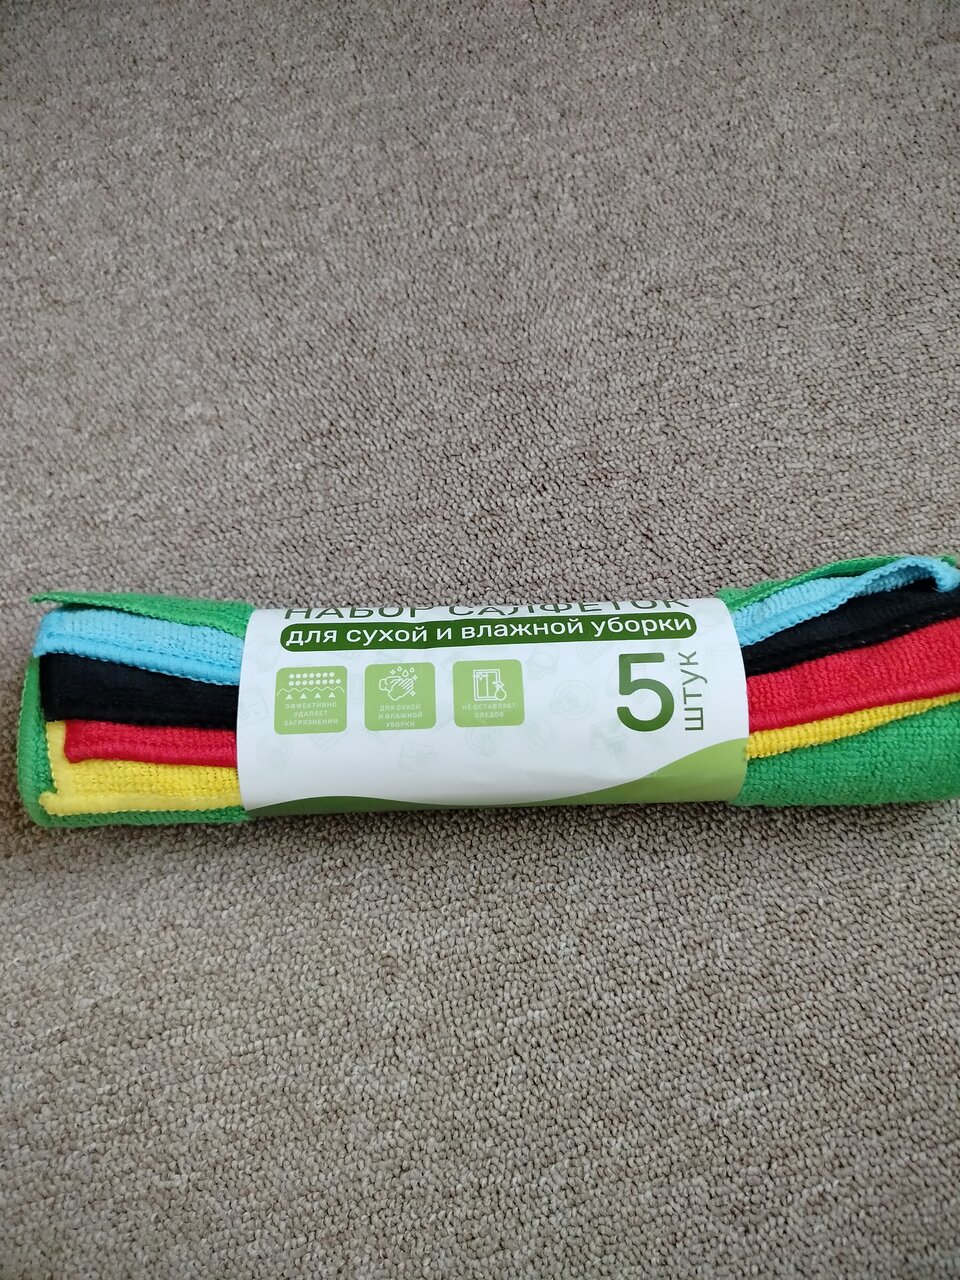 НАБОР САЛФЕТОК
для сухой и влажной уборки
5
штук
ЭФФЕКТИВНО
УДАЛЯЕТ
ЗАГРЯЗНЕНИЯ
ДЛЯ СУХОЙ
И ВЛАЖНОЙ
УБОРКИ
НЕ ОСТАВЛЯЕТ
СЛЕДОВ